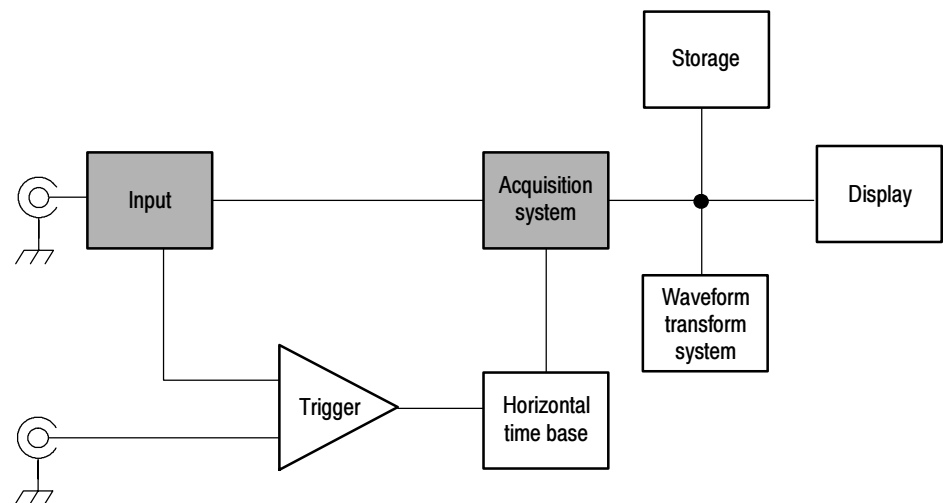 Storage
Input
Acquisition
system
Display
Waveform
transform
system
Trigger
Horizontal
time base